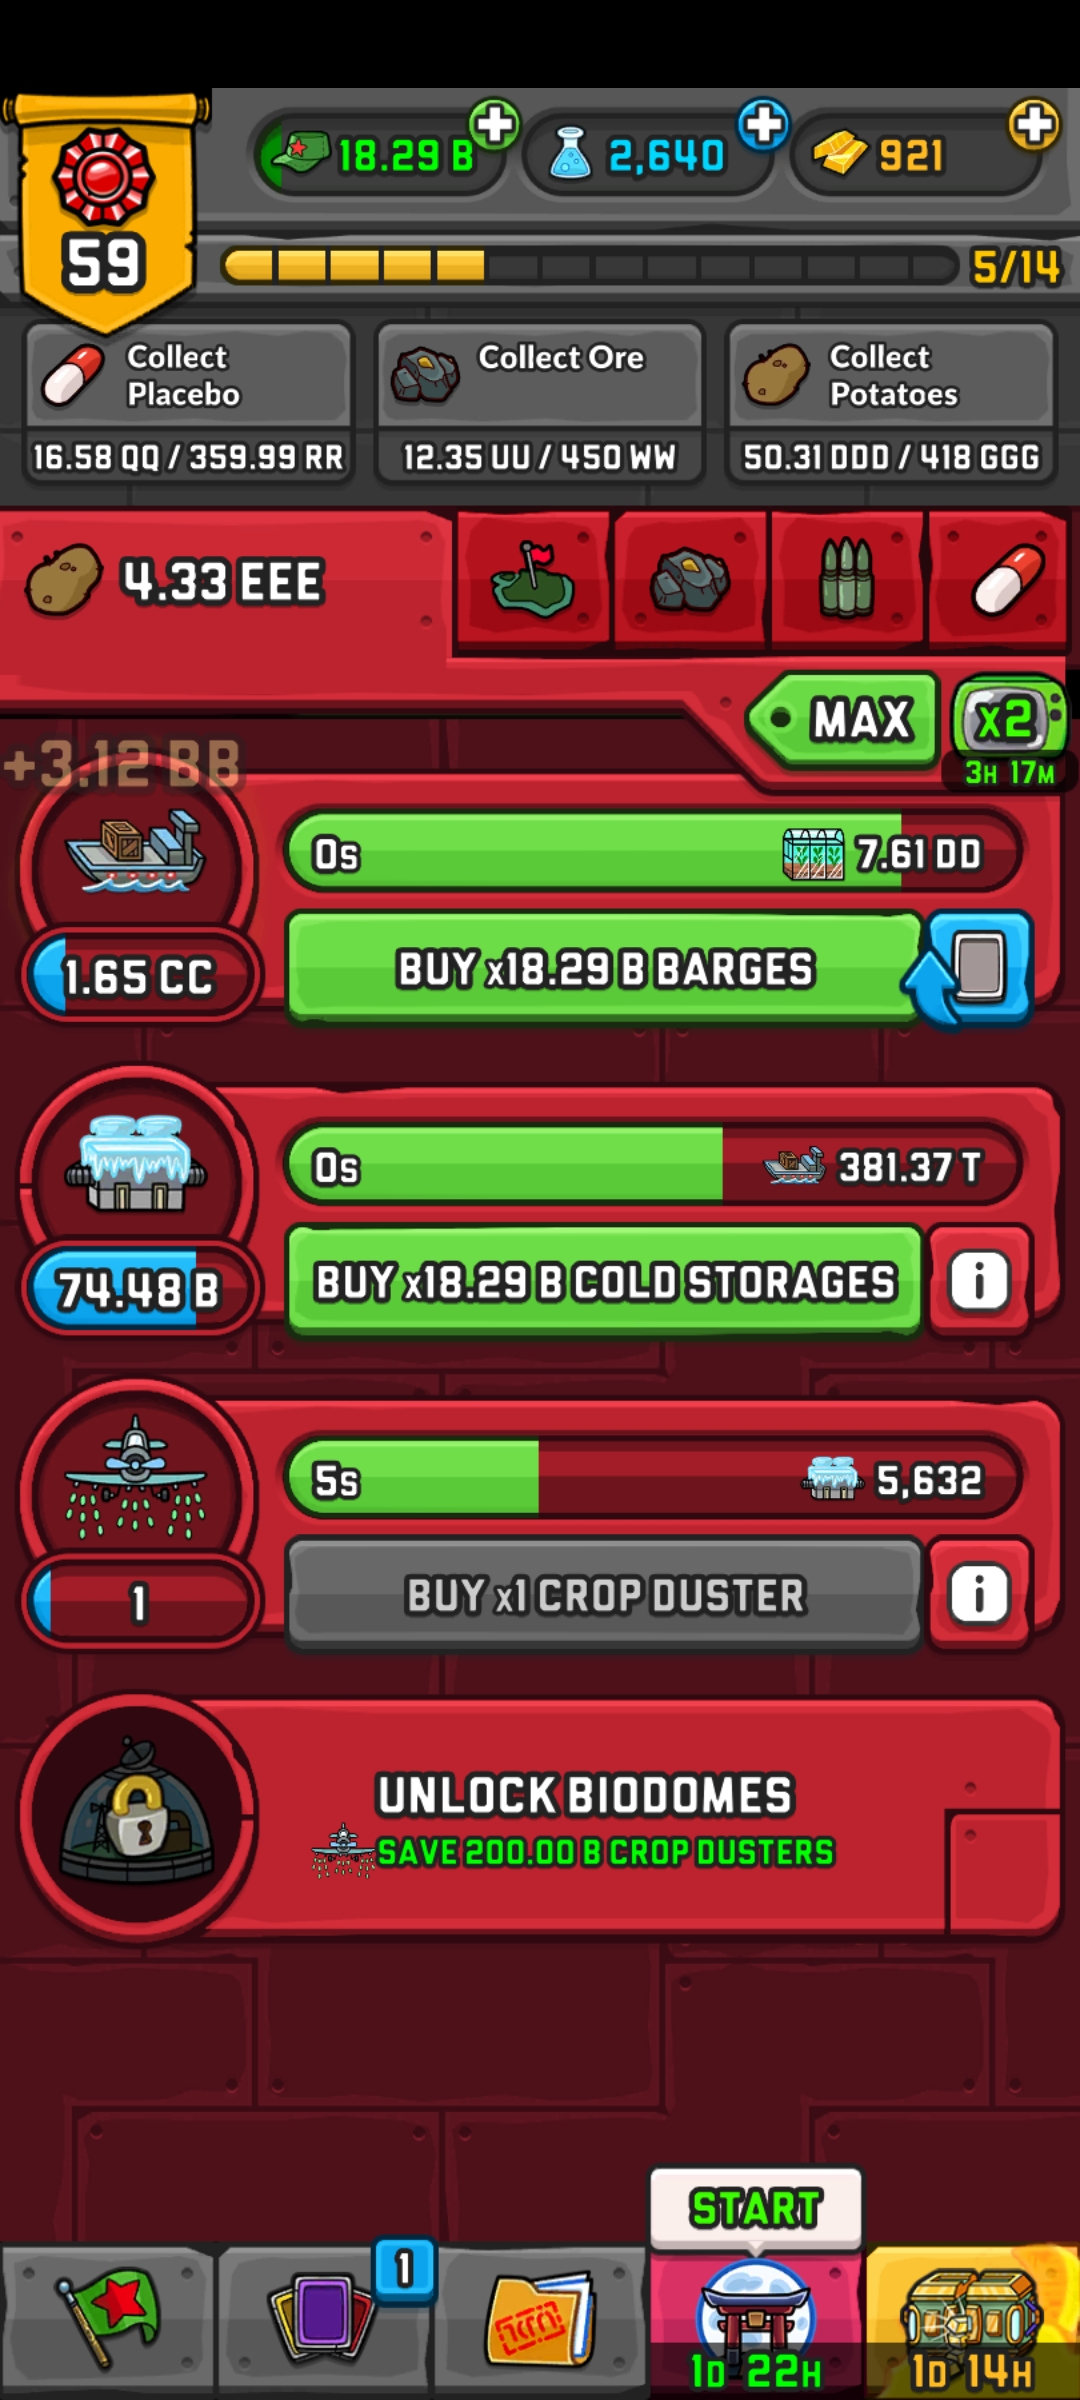 59
18.29 B
2,640
921
5/14
Collect Placebo
16.58 QQ / 359.99 RR
Collect Ore
12.35 UU / 450 WW
Collect Potatoes
50.31 DDD / 418 GGG
4.33 EEE
MAX
x2
3H 17M
+3.12 BB
0s
7.61 DD
1.65 CC
BUY x18.29 B BARGES
0s
381.37 T
74.48 B
BUY x18.29 B COLD STORAGES
i
5s
5,632
1
BUY x1 CROP DUSTER
i
UNLOCK BIODOMES
SAVE 200.00 B CROP DUSTERS
START
1
1D 22H
1D 14H